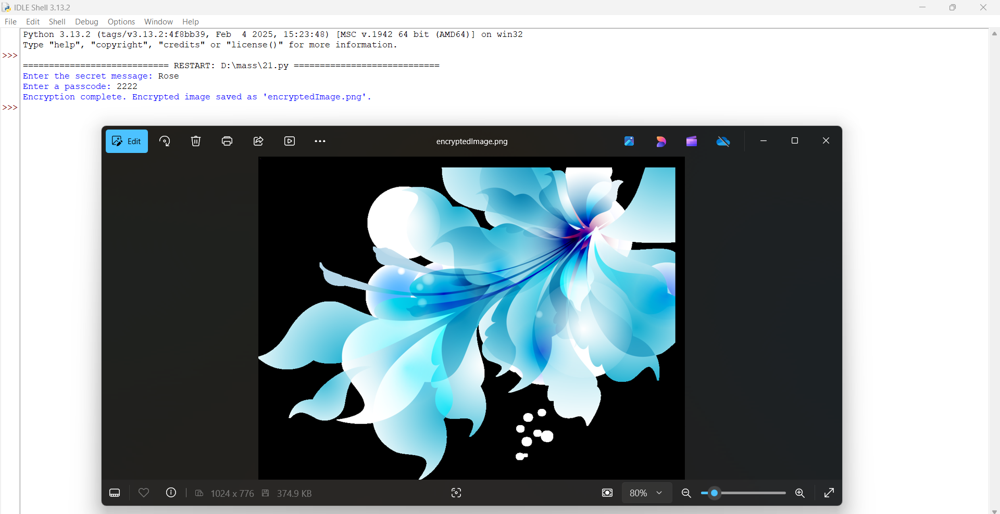 IDLE Shell 3.13.2
File Edit Shell Debug Options Window Help
Python 3.13.2 (tags/v3.13.2:4f8bb39, Feb  4 2025, 15:23:48) [MSC v.1942 64 bit (AMD64)] on win32
Type "help", "copyright", "credits" or "license()" for more information.
>>>
============================ RESTART: D:\mass\21.py ============================
Enter the secret message: Rose
Enter a passcode: 2222
Encryption complete. Encrypted image saved as 'encryptedImage.png'.
>>>
Edit
encryptedImage.png
1024 x 776 374.9 KB
80%